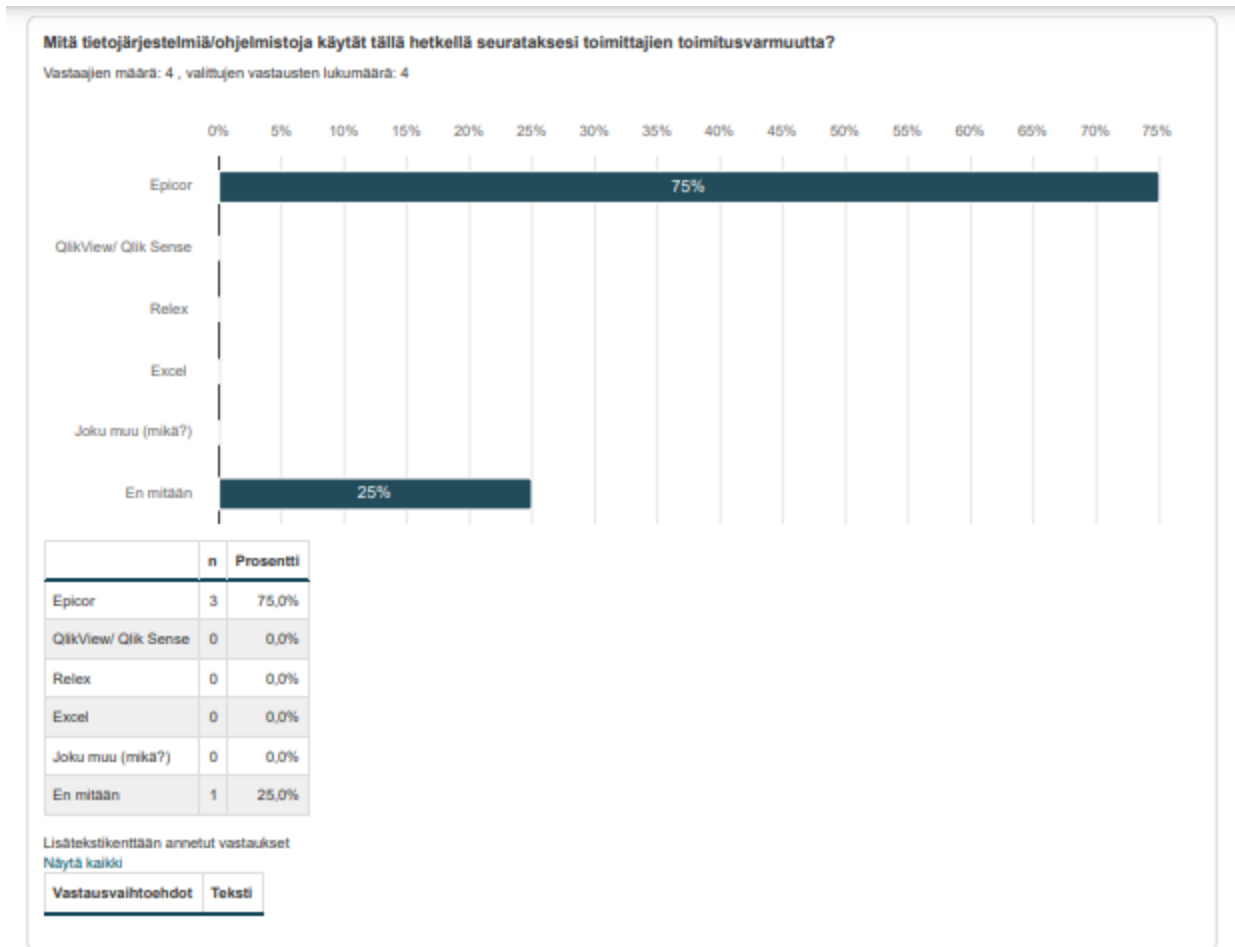 Mitä tietojärjestelmiä/ohjelmistoja käytät tällä hetkellä seurataksesi toimittajien toimitusvarmuutta?
Vastaajien määrä: 4 , valittujen vastausten lukumäärä: 4
0% 5% 10% 15% 20% 25% 30% 35% 40% 45% 50% 55% 60% 65% 70% 75%
Epicor 75%
QlikView/ Qlik Sense
Relex
Excel
Joku muu (mikä?)
En mitään 25%
n Prosentti
Epicor 3 75,0%
QlikView/ Qlik Sense 0 0,0%
Relex 0 0,0%
Excel 0 0,0%
Joku muu (mikä?) 0 0,0%
En mitään 1 25,0%
Lisätekstikenttään annetut vastaukset
Näytä kaikki
Vastausvaihtoehdot Teksti